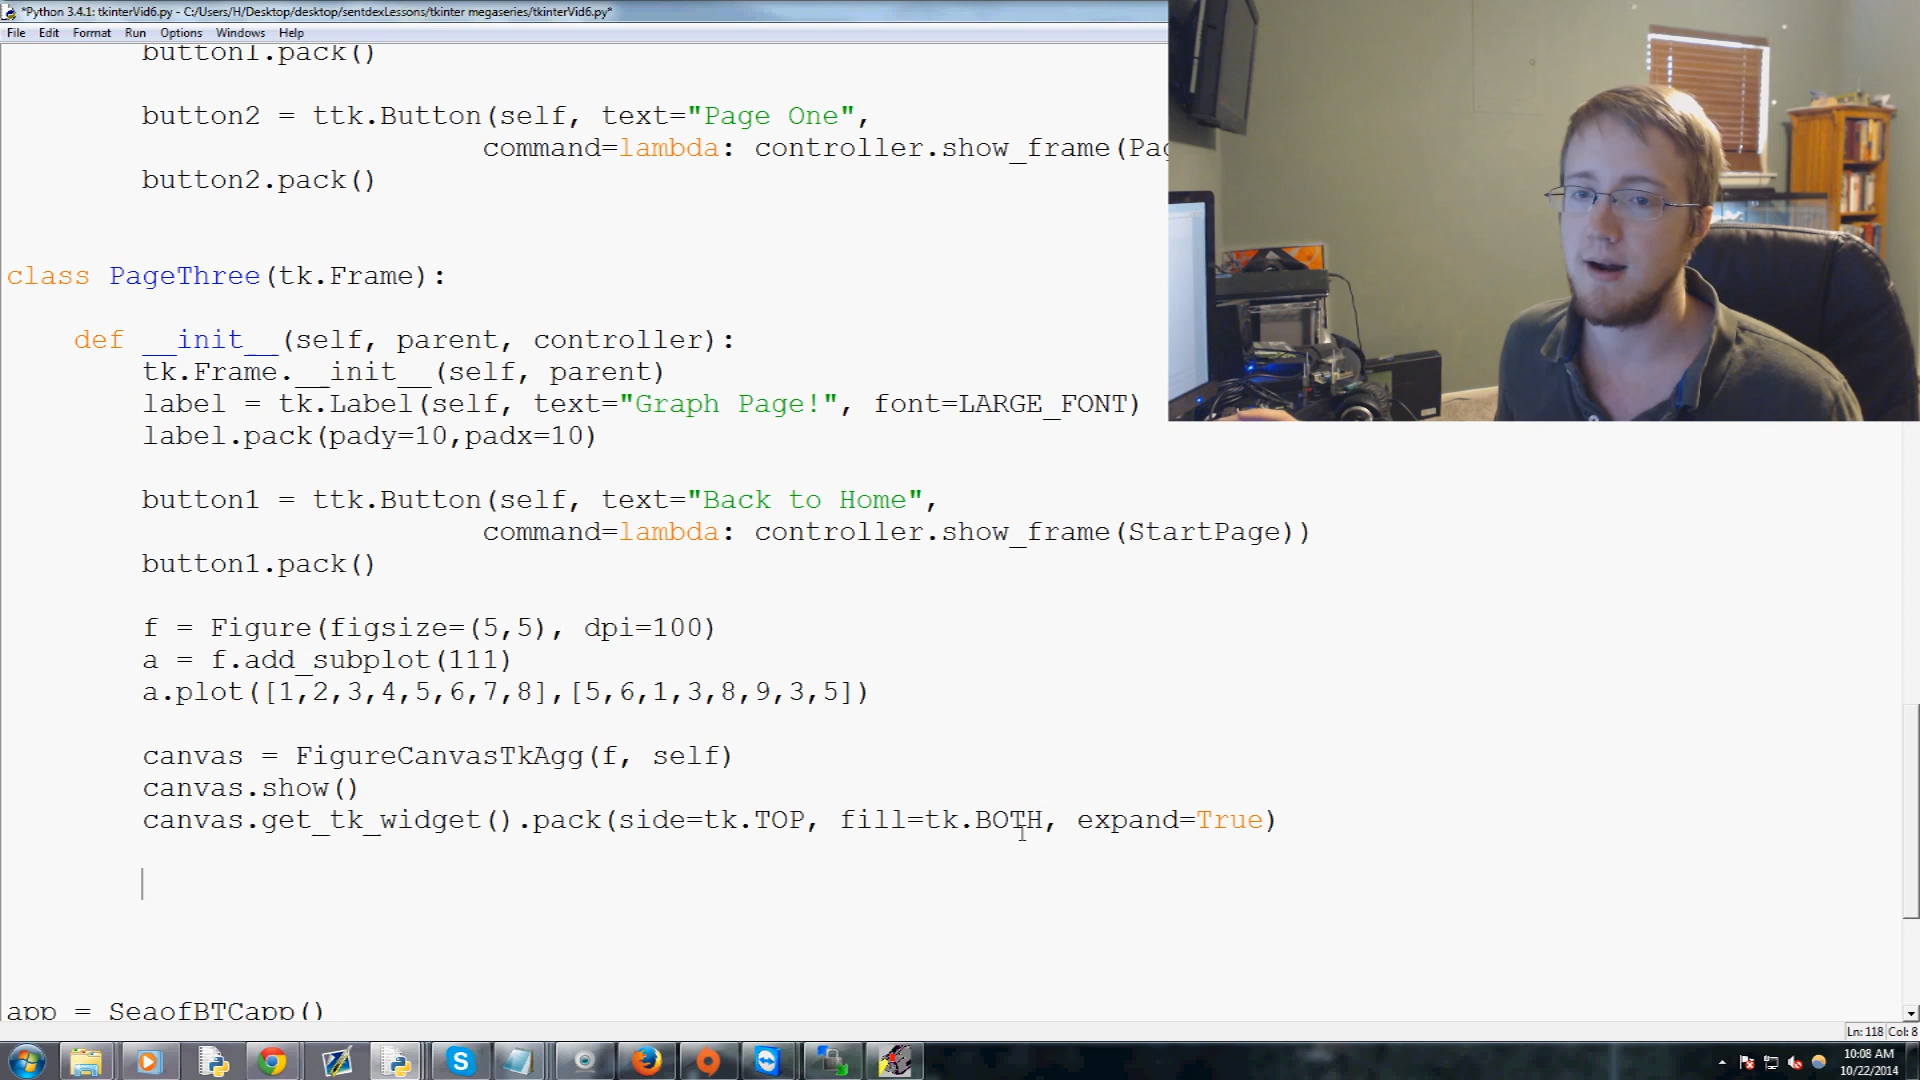 *Python 3.4.1: tkinterVid6.py - C:/Users/H/Desktop/desktop/sentdexLessons/tkinter megaseries/tkinterVid6.py*
File Edit Format Run Options Windows Help
button1.pack()
button2 = ttk.Button(self, text="Page One",
command=lambda: controller.show_frame(Pag
button2.pack()
class PageThree(tk.Frame):
def __init__(self, parent, controller):
tk.Frame.__init__(self, parent)
label = tk.Label(self, text="Graph Page!", font=LARGE_FONT)
label.pack(pady=10,padx=10)
button1 = ttk.Button(self, text="Back to Home",
command=lambda: controller.show_frame(StartPage))
button1.pack()
f = Figure(figsize=(5,5), dpi=100)
a = f.add_subplot(111)
a.plot([1,2,3,4,5,6,7,8],[5,6,1,3,8,9,3,5])
canvas = FigureCanvasTkAgg(f, self)
canvas.show()
canvas.get_tk_widget().pack(side=tk.TOP, fill=tk.BOTH, expand=True)
app = SeaofBTCapp()
Ln: 118 Col: 8
10:08 AM
10/22/2014